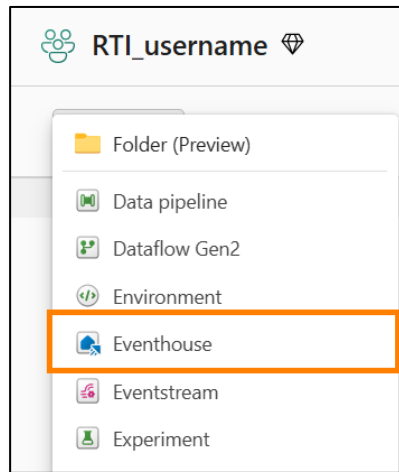 RTI_username
Folder (Preview)
Data pipeline
Dataflow Gen2
Environment
Eventhouse
Eventstream
Experiment